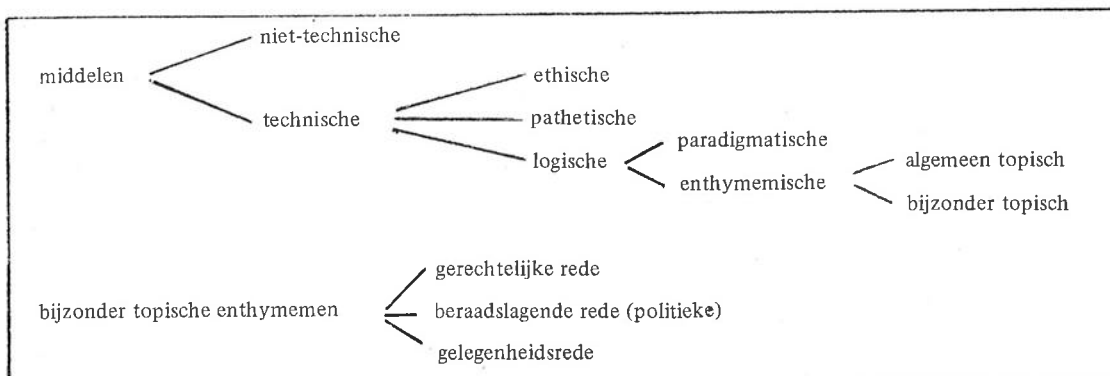 niet-technische
middelen
ethische
technische
pathetische
paradigmatische
logische
algemeen topisch
enthymemische
bijzonder topisch
gerechtelijke rede
bijzonder topische enthymemen
beraadslagende rede (politieke)
gelegenheidsrede